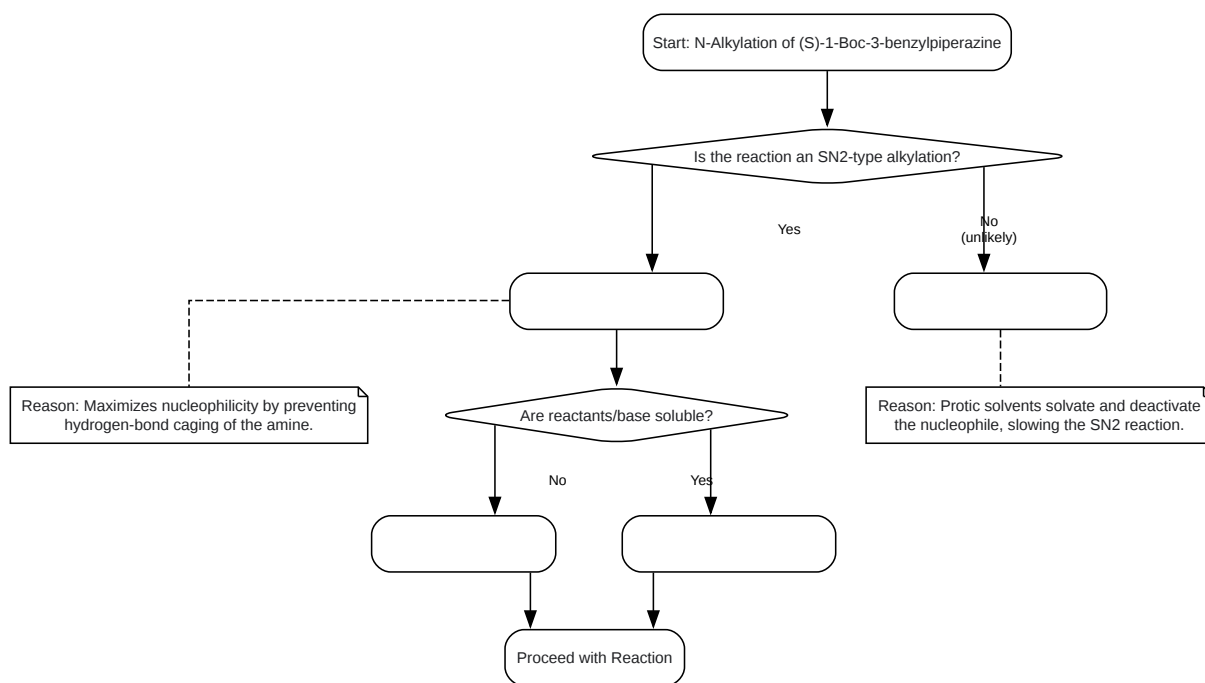 Start: N-Alkylation of (S)-1-Boc-3-benzylpiperazine
Is the reaction an SN2-type alkylation?
Yes
No
(unlikely)
Reason: Maximizes nucleophilicity by preventing
hydrogen-bond caging of the amine.
Reason: Protic solvents solvate and deactivate
the nucleophile, slowing the SN2 reaction.
Are reactants/base soluble?
No
Yes
Proceed with Reaction